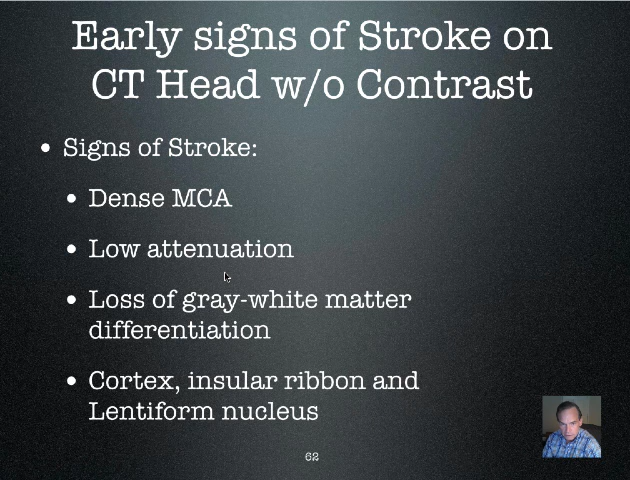 Early signs of Stroke on
CT Head w/o Contrast
• Signs of Stroke:
• Dense MCA
• Low attenuation
• Loss of gray-white matter
differentiation
• Cortex, insular ribbon and
Lentiform nucleus
62